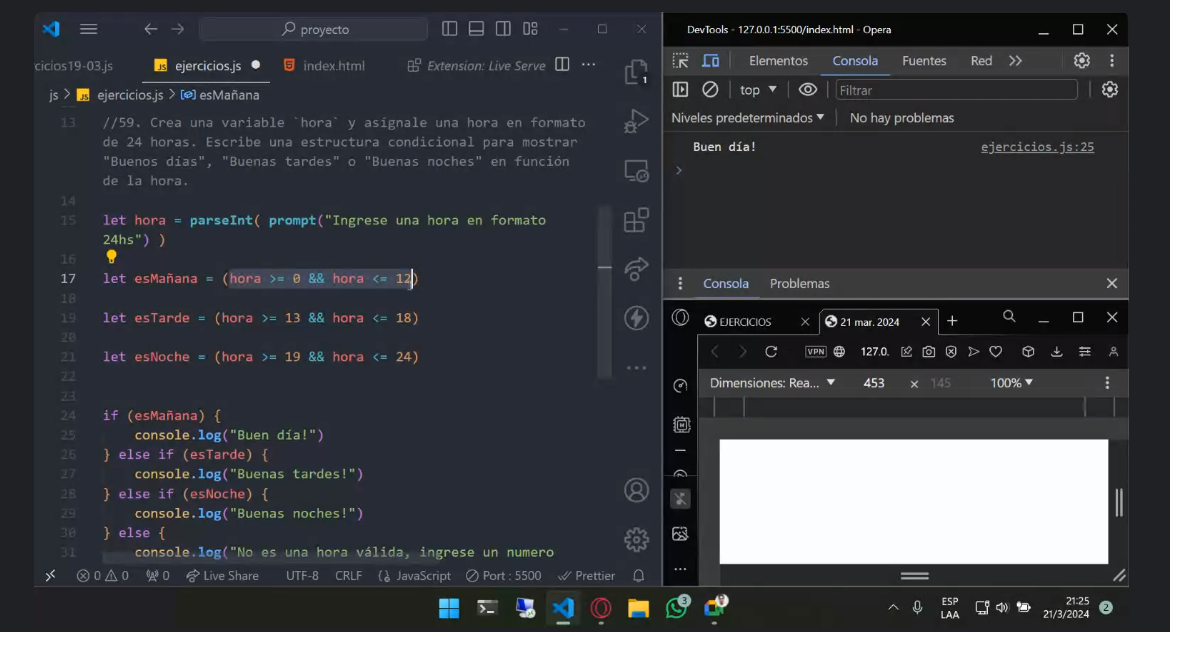 proyecto
DevTools - 127.0.0.1:5500/index.html - Opera
cicios19-03.js
JS ejercicios.js
index.html
Extension: Live Serve
js > JS ejercicios.js > esMañana
13 //59. Crea una variable `hora` y asígnale una hora en formato
de 24 horas. Escribe una estructura condicional para mostrar
"Buenos días", "Buenas tardes" o "Buenas noches" en función
de la hora.
14
15 let hora = parseInt( prompt("Ingrese una hora en formato
24hs") )
16
17 let esMañana = (hora >= 0 && hora <= 12)
18
19 let esTarde = (hora >= 13 && hora <= 18)
20
21 let esNoche = (hora >= 19 && hora <= 24)
22
23
24 if (esMañana) {
25 console.log("Buen día!")
26 } else if (esTarde) {
27 console.log("Buenas tardes!")
28 } else if (esNoche) {
29 console.log("Buenas noches!")
30 } else {
31 console.log("No es una hora válida, ingrese un numero
0 0 0 Live Share UTF-8 CRLF JavaScript Port : 5500 Prettier
1
Elementos Consola Fuentes Red
top Filtrar
Niveles predeterminados No hay problemas
Buen día! ejercicios.js:25
Consola Problemas
EJERCICIOS 21 mar. 2024
VPN 127.0.
Dimensiones: Rea... 453 x 145 100%
3
ESP
LAA
21:25
21/3/2024
2